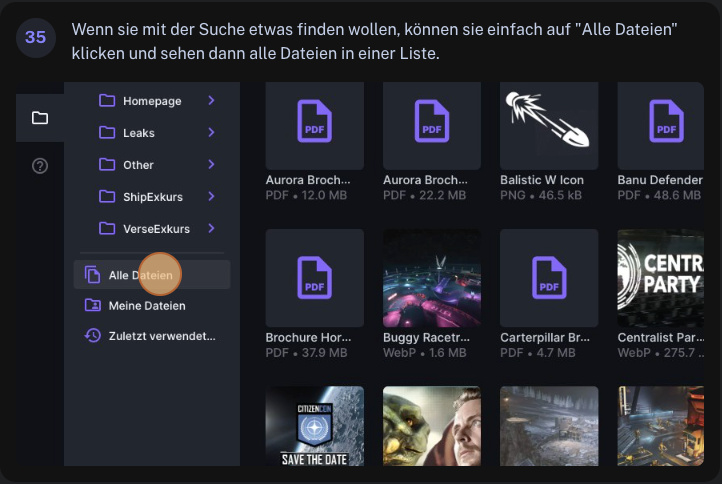 35
Wenn sie mit der Suche etwas finden wollen, können sie einfach auf "Alle Dateien"
klicken und sehen dann alle Dateien in einer Liste.
Homepage
Leaks
Other
ShipExkurs
VerseExkurs
Alle Dateien
Meine Dateien
Zuletzt verwendet...
PDF
PDF
PDF
Aurora Broch...
PDF • 12.0 MB
Aurora Broch...
PDF • 22.2 MB
Balistic W Icon
PNG • 46.5 kB
Banu Defender
PDF • 48.6 MB
PDF
PDF
CENTR
PARTY
Brochure Hor...
PDF • 37.9 MB
Buggy Racetr...
WebP • 1.6 MB
Carterpillar Br...
PDF • 4.7 MB
Centralist Par...
WebP • 275.7 ..
CITIZENCON
SAVE THE DATE